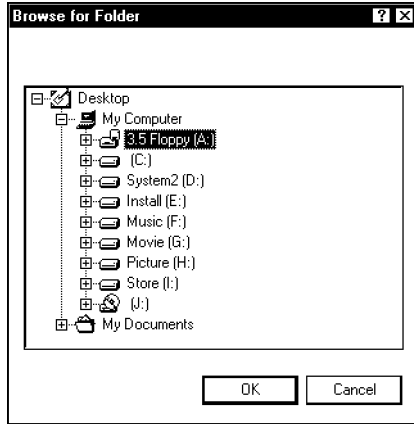 Browse for Folder
Desktop
My Computer
3.5 Floppy (A:)
(C:)
System2 (D:)
Install (E:)
Music (F:)
Movie (G:)
Picture (H:)
Store (I:)
(J:)
My Documents
OK Cancel